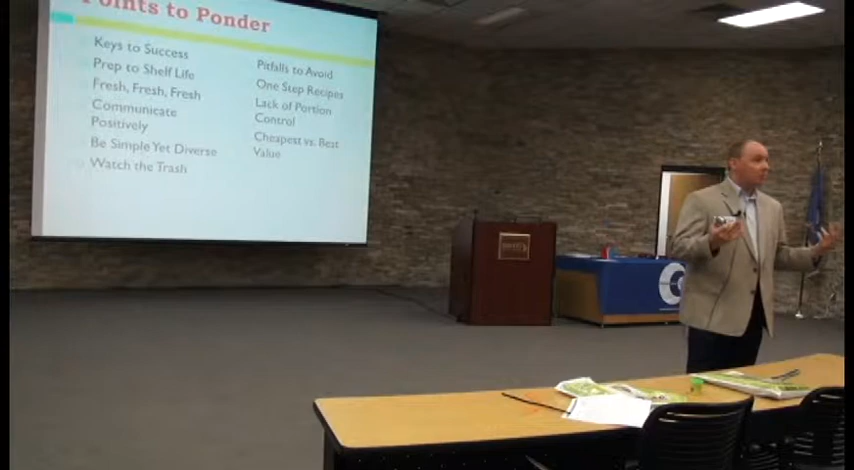 Points to Ponder
Keys to Success
Prep to Shelf Life
Fresh, Fresh, Fresh
Communicate
Positively
Be Simple Yet Diverse
Watch the Trash
Pitfalls to Avoid
One Step Recipes
Lack of Portion
Control
Cheapest vs. Best
Value